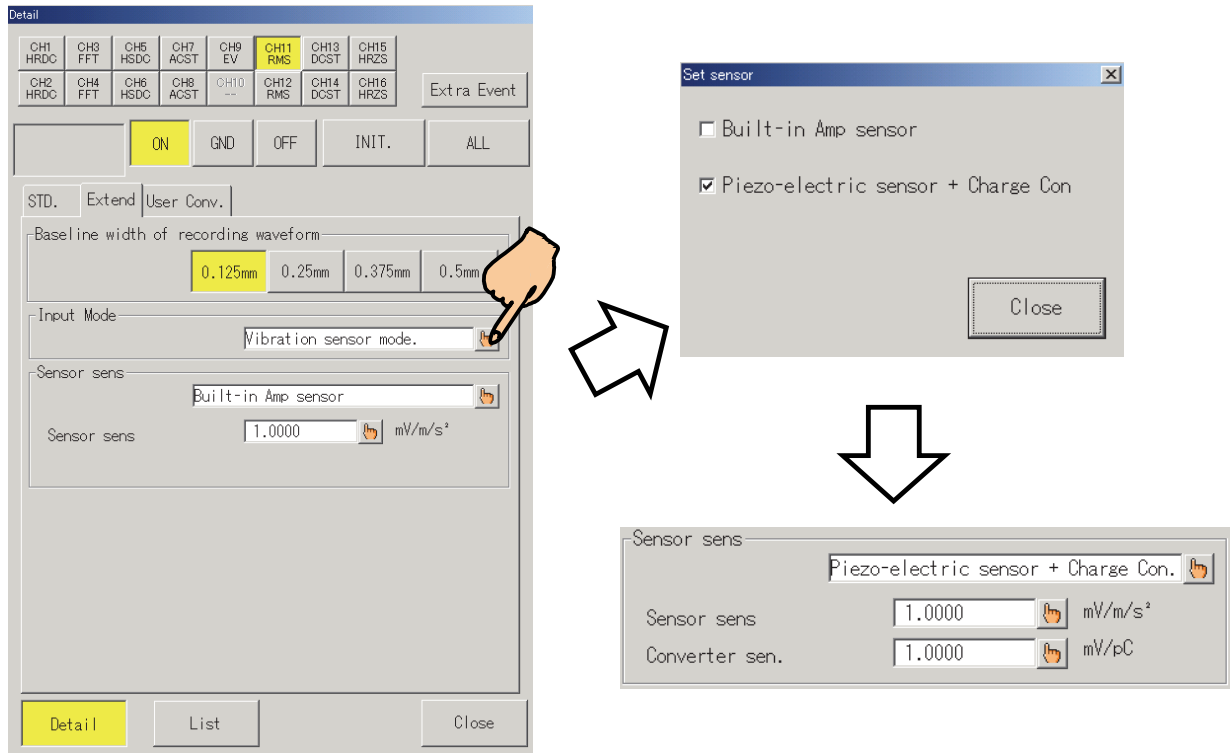 Detail
CH1 CH3 CH5 CH7 CH9 CH11 CH13 CH15
HRDC FFT HSDC ACST EV RMS DCST HRZS
CH2 CH4 CH6 CH8 CH10 CH12 CH14 CH16
HRDC FFT HSDC ACST -- RMS DCST HRZS
Extra Event
ON GND OFF INIT. ALL
STD. Extend User Conv.
Baseline width of recording waveform
0.125mm 0.25mm 0.375mm 0.5mm
Input Mode
Vibration sensor mode.
Sensor sens
Built-in Amp sensor
Sensor sens 1.0000 mV/m/s²
Detail List Close
Set sensor
Built-in Amp sensor
Piezo-electric sensor + Charge Con
Close
Sensor sens
Piezo-electric sensor + Charge Con.
Sensor sens 1.0000 mV/m/s²
Converter sen. 1.0000 mV/pC